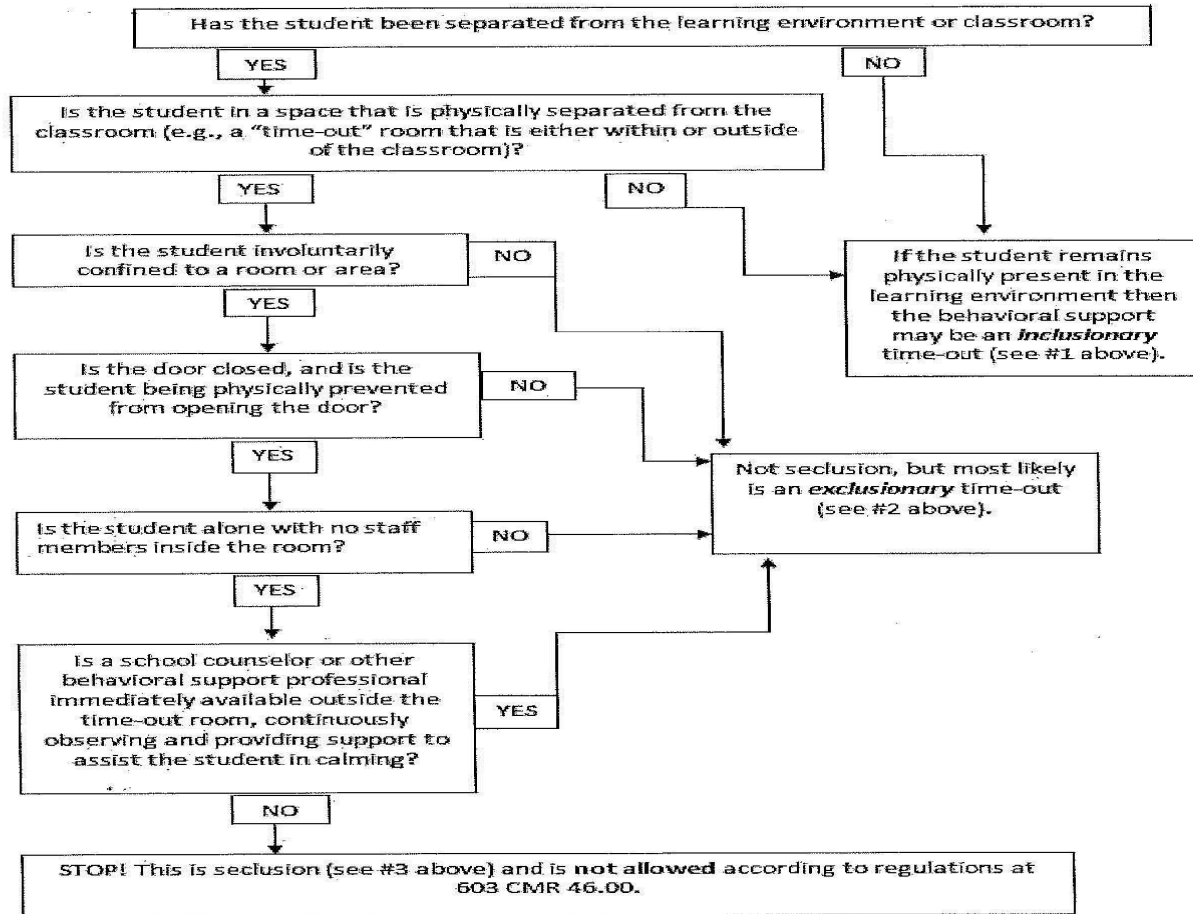 Has the student been separated from the learning environment or classroom?
YES
NO
Is the student in a space that is physically separated from the
classroom (e.g., a "time-out" room that is either within or outside
of the classroom)?
YES
NO
Is the student involuntarily
confined to a room or area?
NO
If the student remains
physically present in the
learning environment then
the behavioral support
may be an inclusionary
time-out (see #1 above).
YES
Is the door closed, and is the
student being physically prevented
from opening the door?
NO
YES
Not seclusion, but most likely
is an exclusionary time-out
(see #2 above).
Is the student alone with no staff
members inside the room?
NO
YES
Is a school counselor or other
behavioral support professional
immediately available outside the
time-out room, continuously
observing and providing support to
assist the student in calming?
YES
NO
STOP! This is seclusion (see #3 above) and is not allowed according to regulations at
603 CMR 46.00.